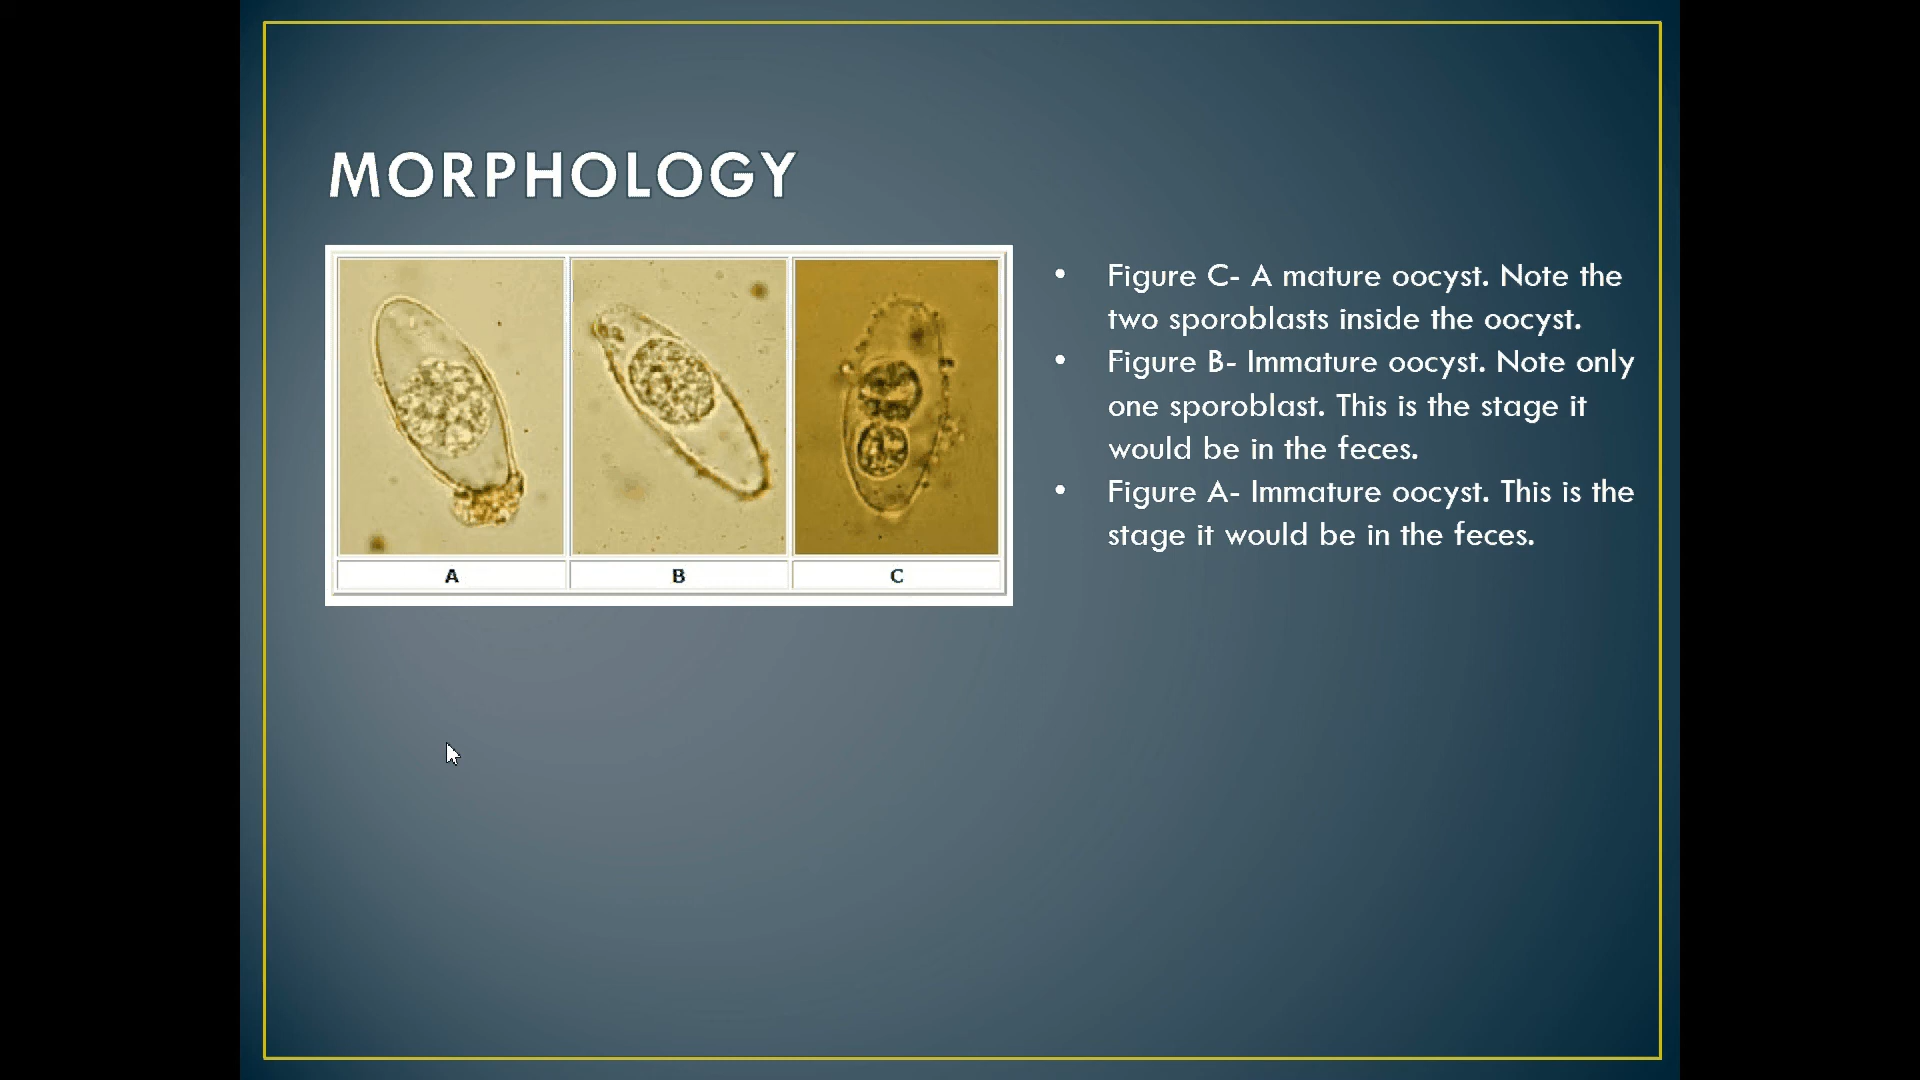 MORPHOLOGY
A
B
C
• Figure C- A mature oocyst. Note the
two sporoblasts inside the oocyst.
• Figure B- Immature oocyst. Note only
one sporoblast. This is the stage it
would be in the feces.
• Figure A- Immature oocyst. This is the
stage it would be in the feces.